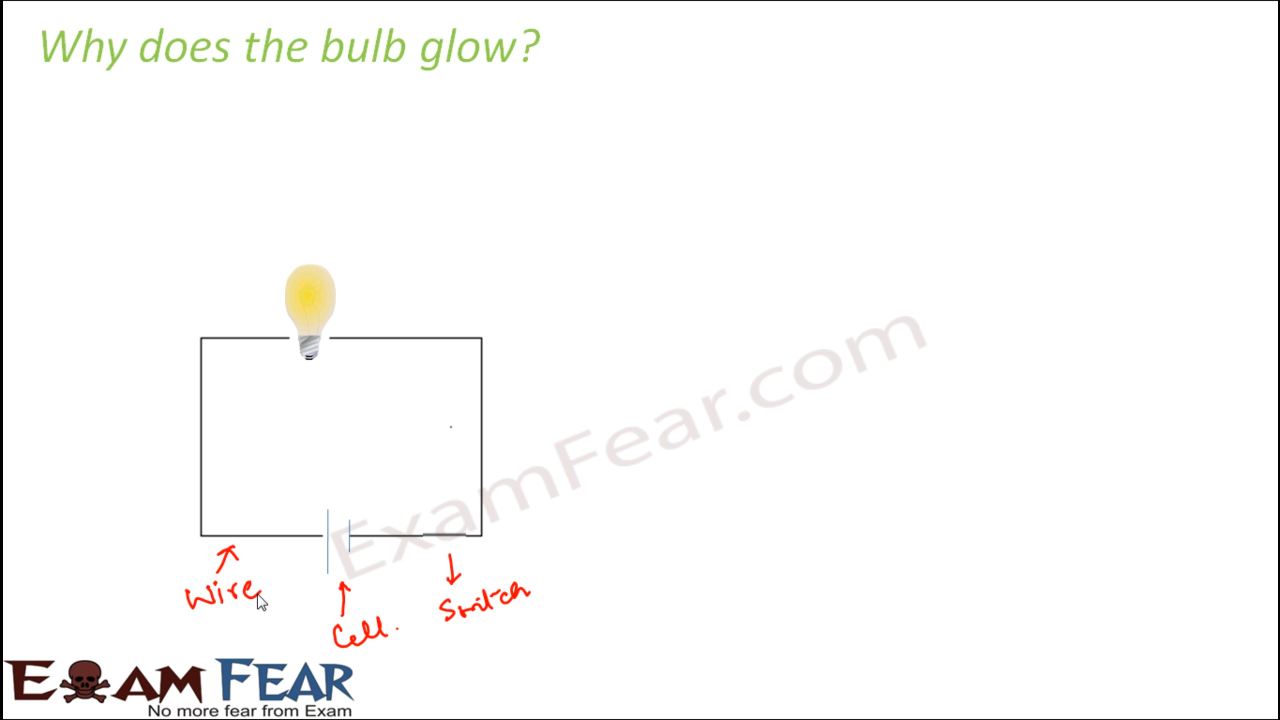 Why does the bulb glow?
ExamFear.com
Wire
Cell.
Switch
EXAM FEAR
No more fear from Exam